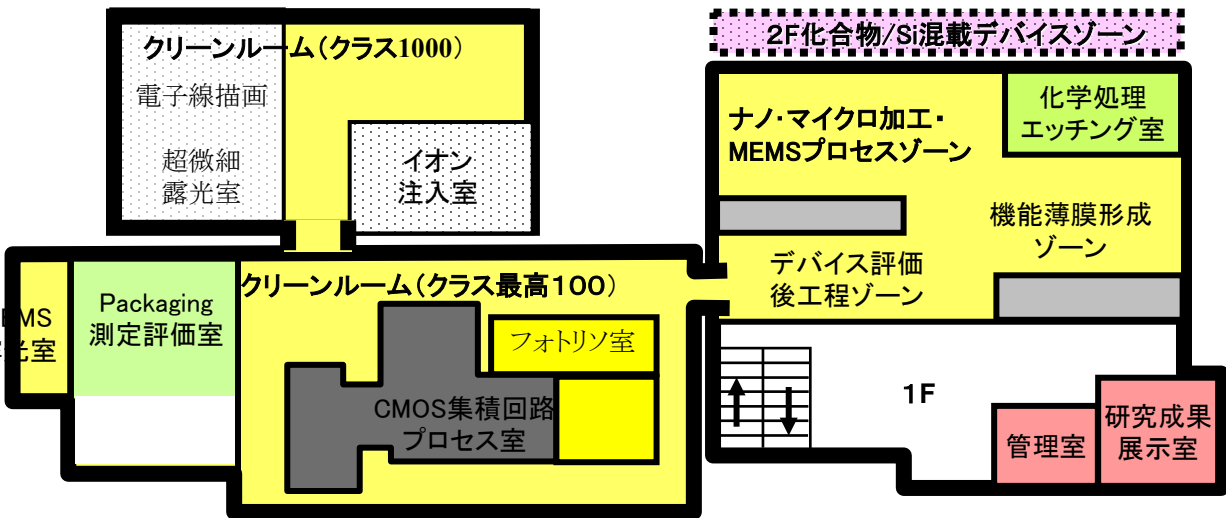 クリーンルーム(クラス1000)
電子線描画
超微細
露光室
イオン
注入室
2F化合物/Si混載デバイスゾーン
ナノ・マイクロ加工・
MEMSプロセスゾーン
化学処理
エッチング室
機能薄膜形成
ゾーン
デバイス評価
後工程ゾーン
クリーンルーム(クラス最高100)
Packaging
測定評価室
EMS
光室
フォトリソ室
CMOS集積回路
プロセス室
1F
管理室
研究成果
展示室